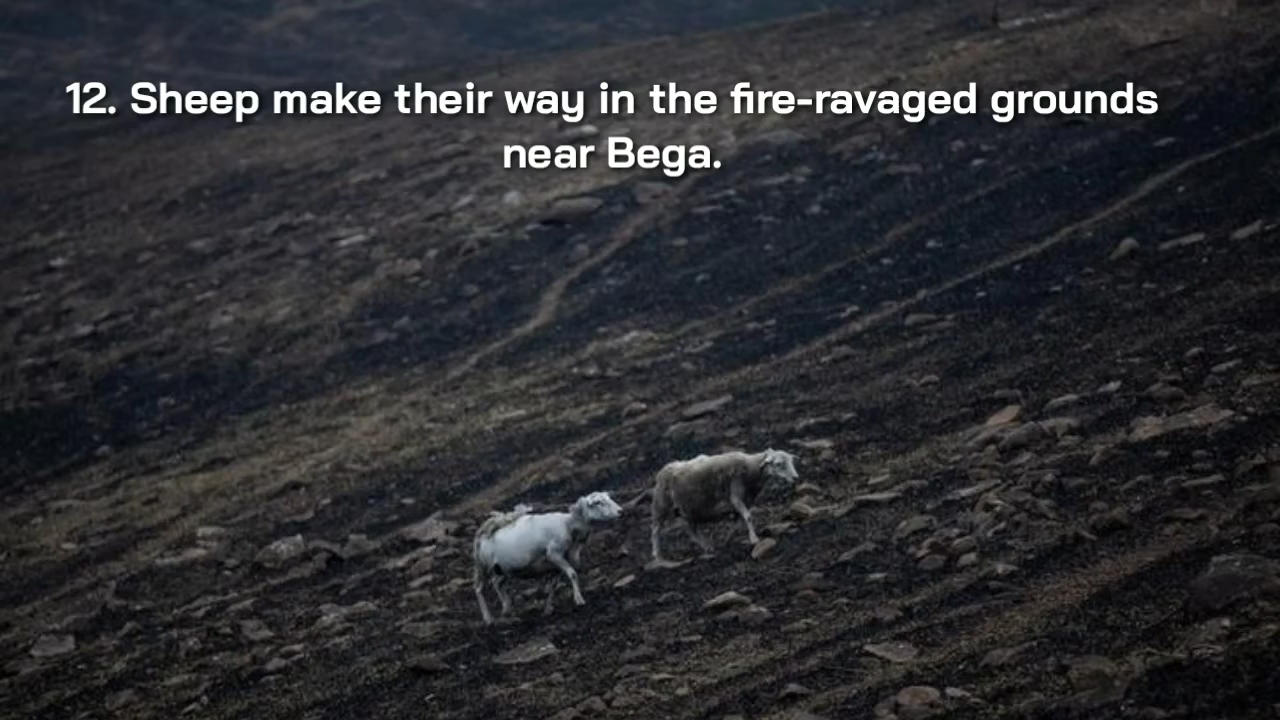 12. Sheep make their way in the fire-ravaged grounds
near Bega.